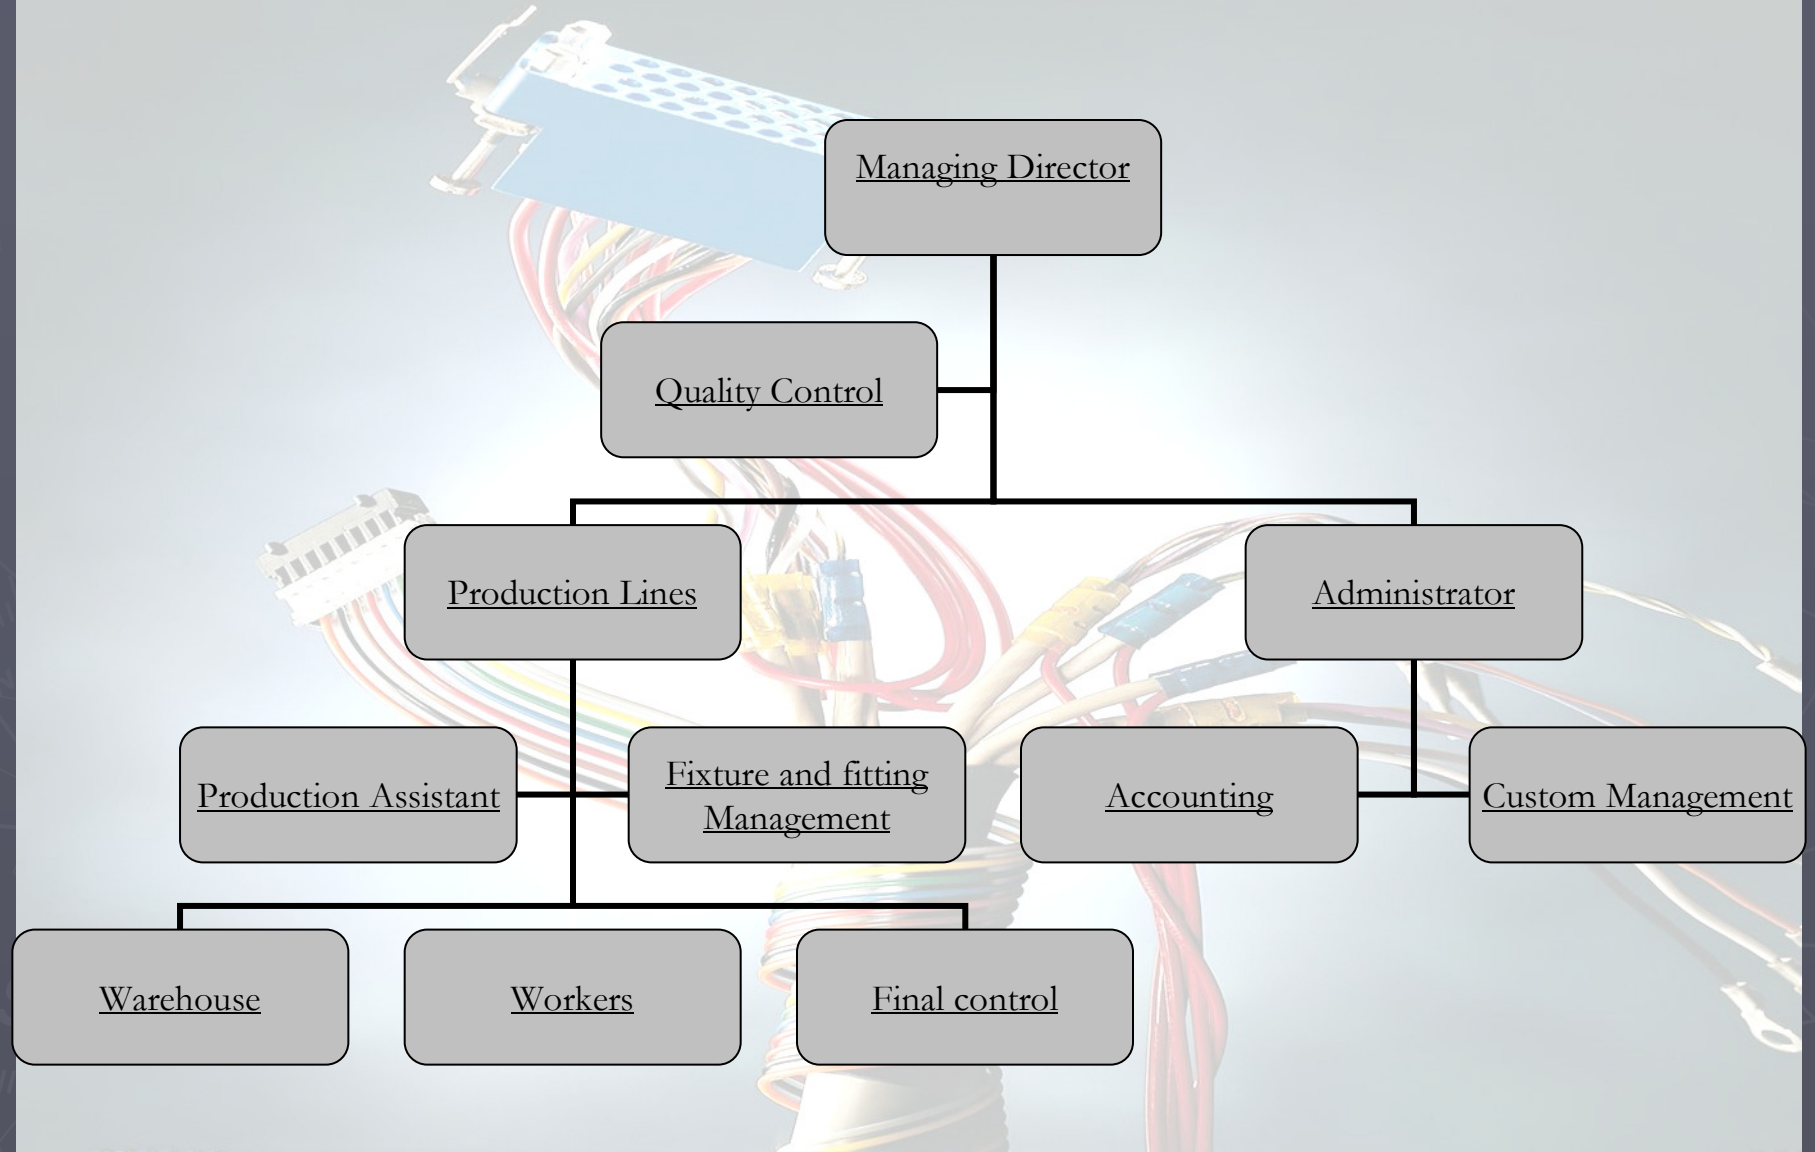 Managing Director
Quality Control
Production Lines
Administrator
Production Assistant
Fixture and fitting
Management
Accounting
Custom Management
Warehouse
Workers
Final control